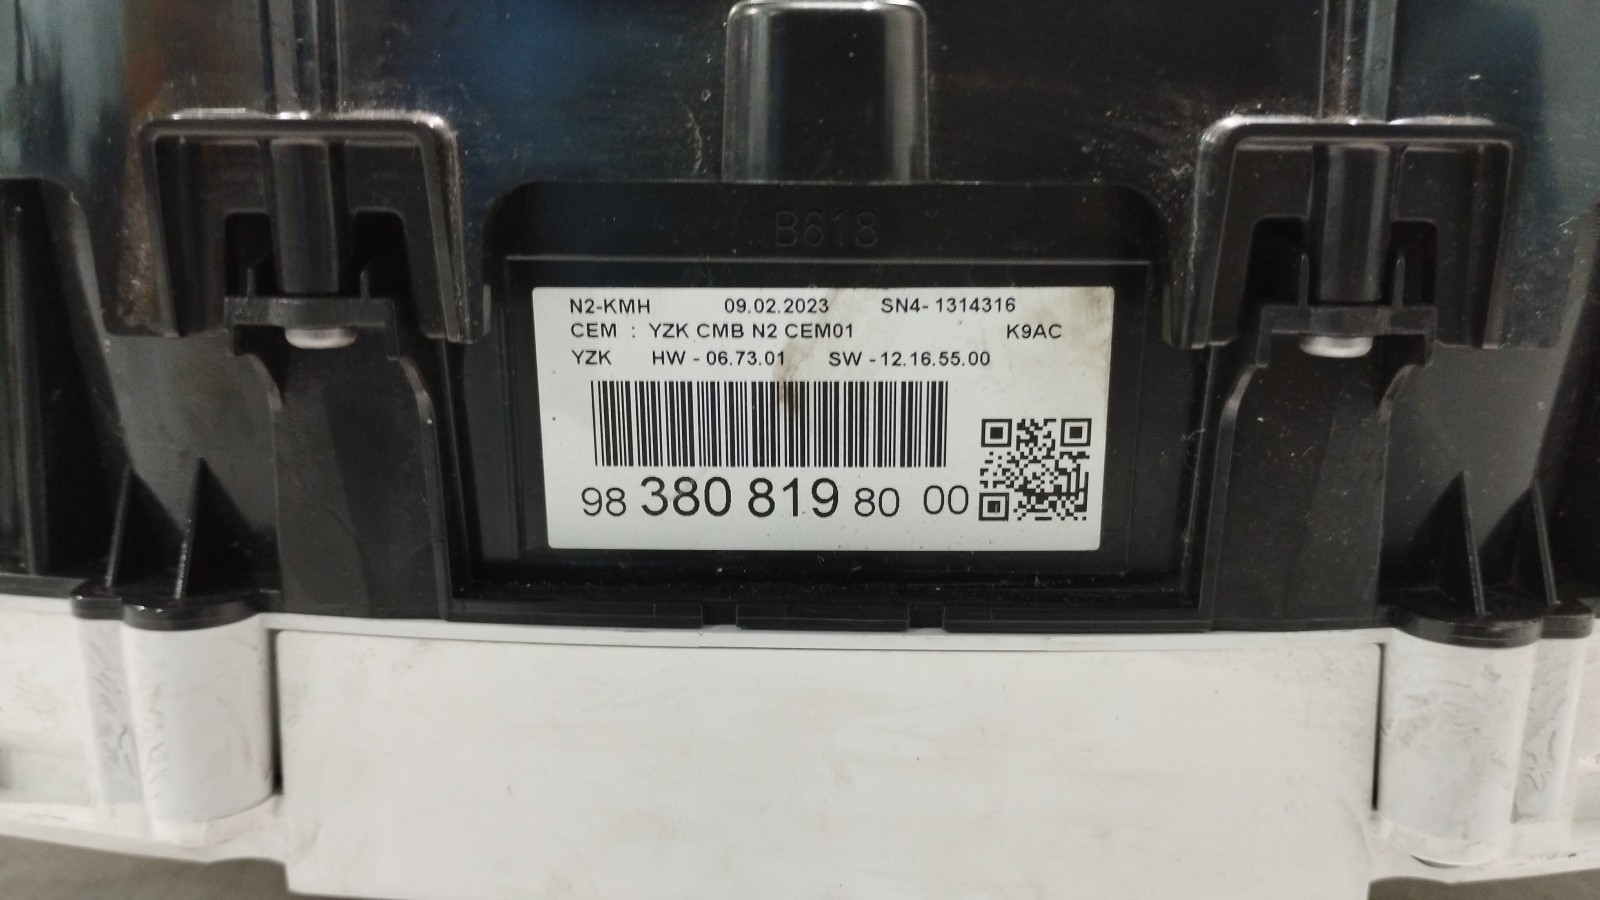 B618
N2-KMH 09.02.2023 SN4-1314316
CEM : YZK CMB N2 CEM01 K9AC
YZK HW - 06.73.01 SW - 12.16.55.00
98 380 819 80 00